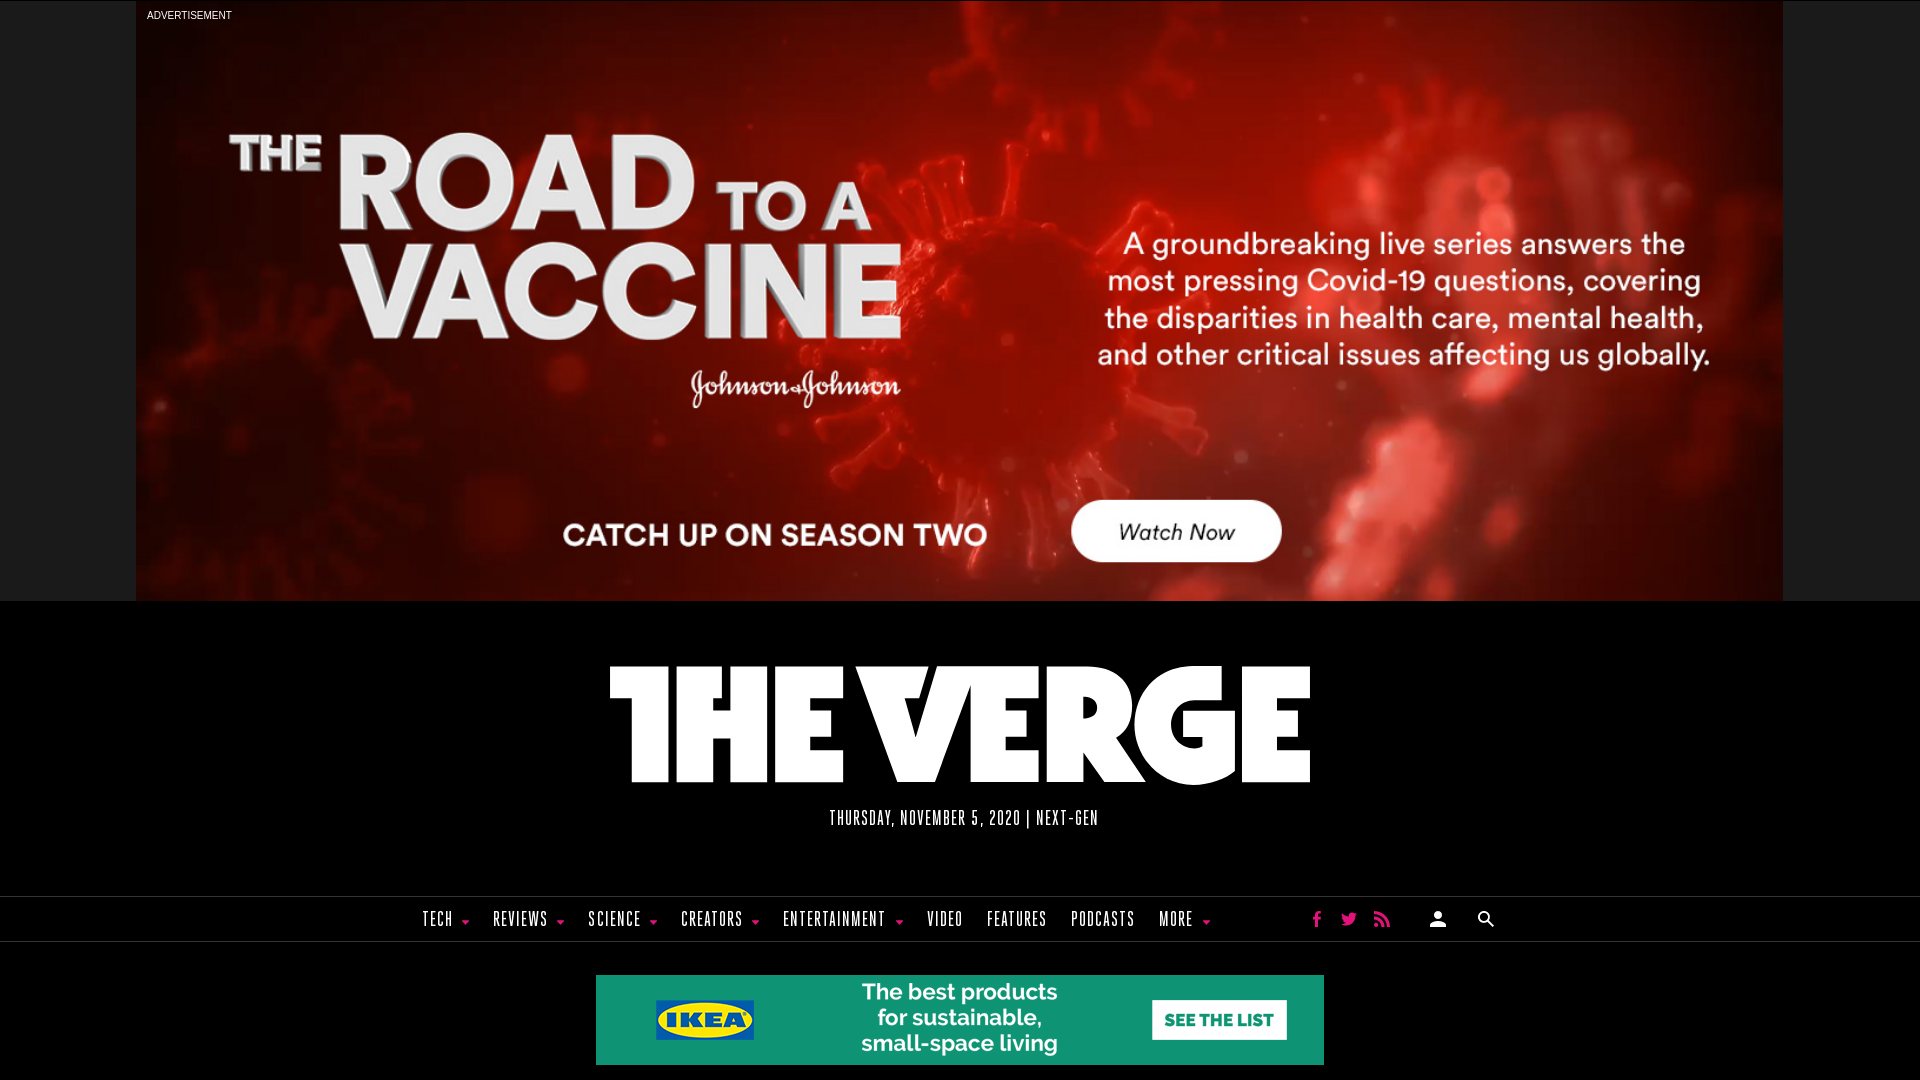 ADVERTISEMENT
THE ROAD TO A
VACCINE
Johnson & Johnson
A groundbreaking live series answers the
most pressing Covid-19 questions, covering
the disparities in health care, mental health,
and other critical issues affecting us globally.
CATCH UP ON SEASON TWO
Watch Now
THE VERGE
THURSDAY, NOVEMBER 5, 2020 | NEXT-GEN
TECH REVIEWS SCIENCE CREATORS ENTERTAINMENT VIDEO FEATURES PODCASTS MORE
IKEA
The best products
for sustainable,
small-space living
SEE THE LIST